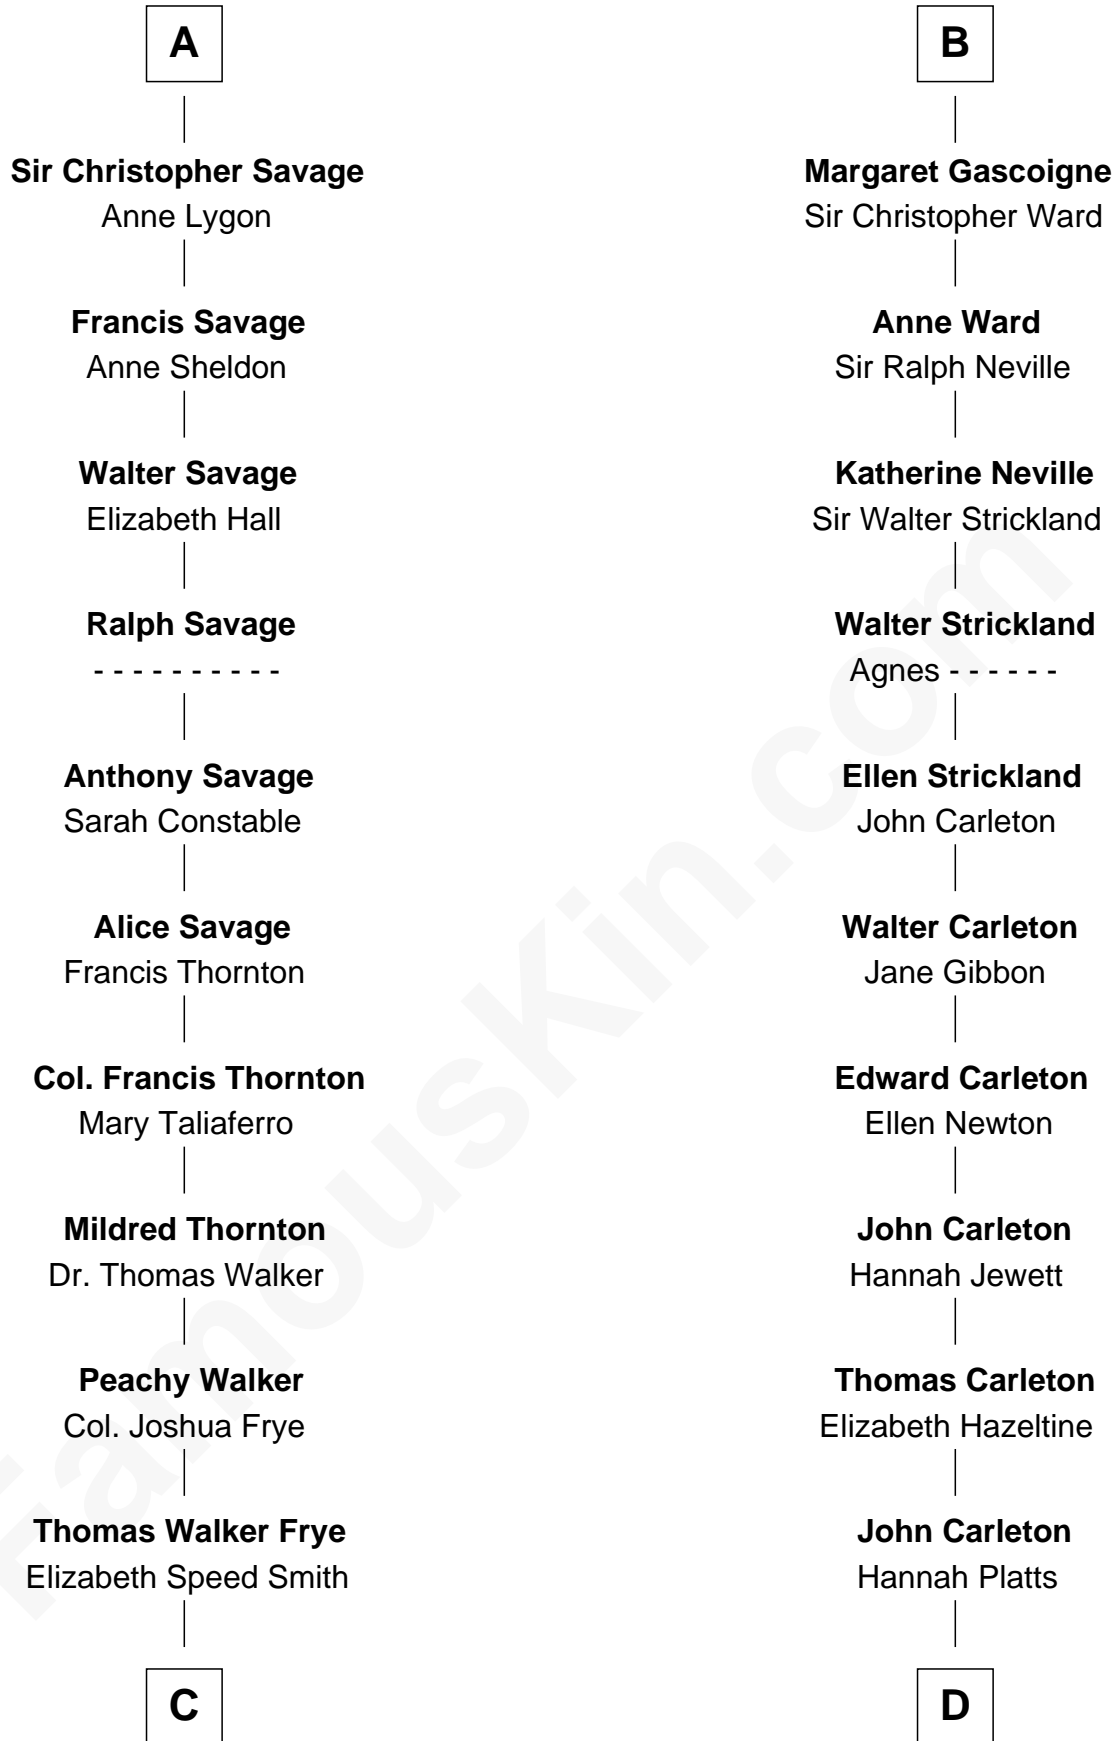 A
Sir Christopher Savage
Anne Lygon
Francis Savage
Anne Sheldon
Walter Savage
Elizabeth Hall
Ralph Savage
- - - - - - - - - -
Anthony Savage
Sarah Constable
Alice Savage
Francis Thornton
Col. Francis Thornton
Mary Taliaferro
Mildred Thornton
Dr. Thomas Walker
Peachy Walker
Col. Joshua Frye
Thomas Walker Frye
Elizabeth Speed Smith
C
B
Margaret Gascoigne
Sir Christopher Ward
Anne Ward
Sir Ralph Neville
Katherine Neville
Sir Walter Strickland
Walter Strickland
Agnes - - - - - -
Ellen Strickland
John Carleton
Walter Carleton
Jane Gibbon
Edward Carleton
Ellen Newton
John Carleton
Hannah Jewett
Thomas Carleton
Elizabeth Hazeltine
John Carleton
Hannah Platts
D
FamousKin.com